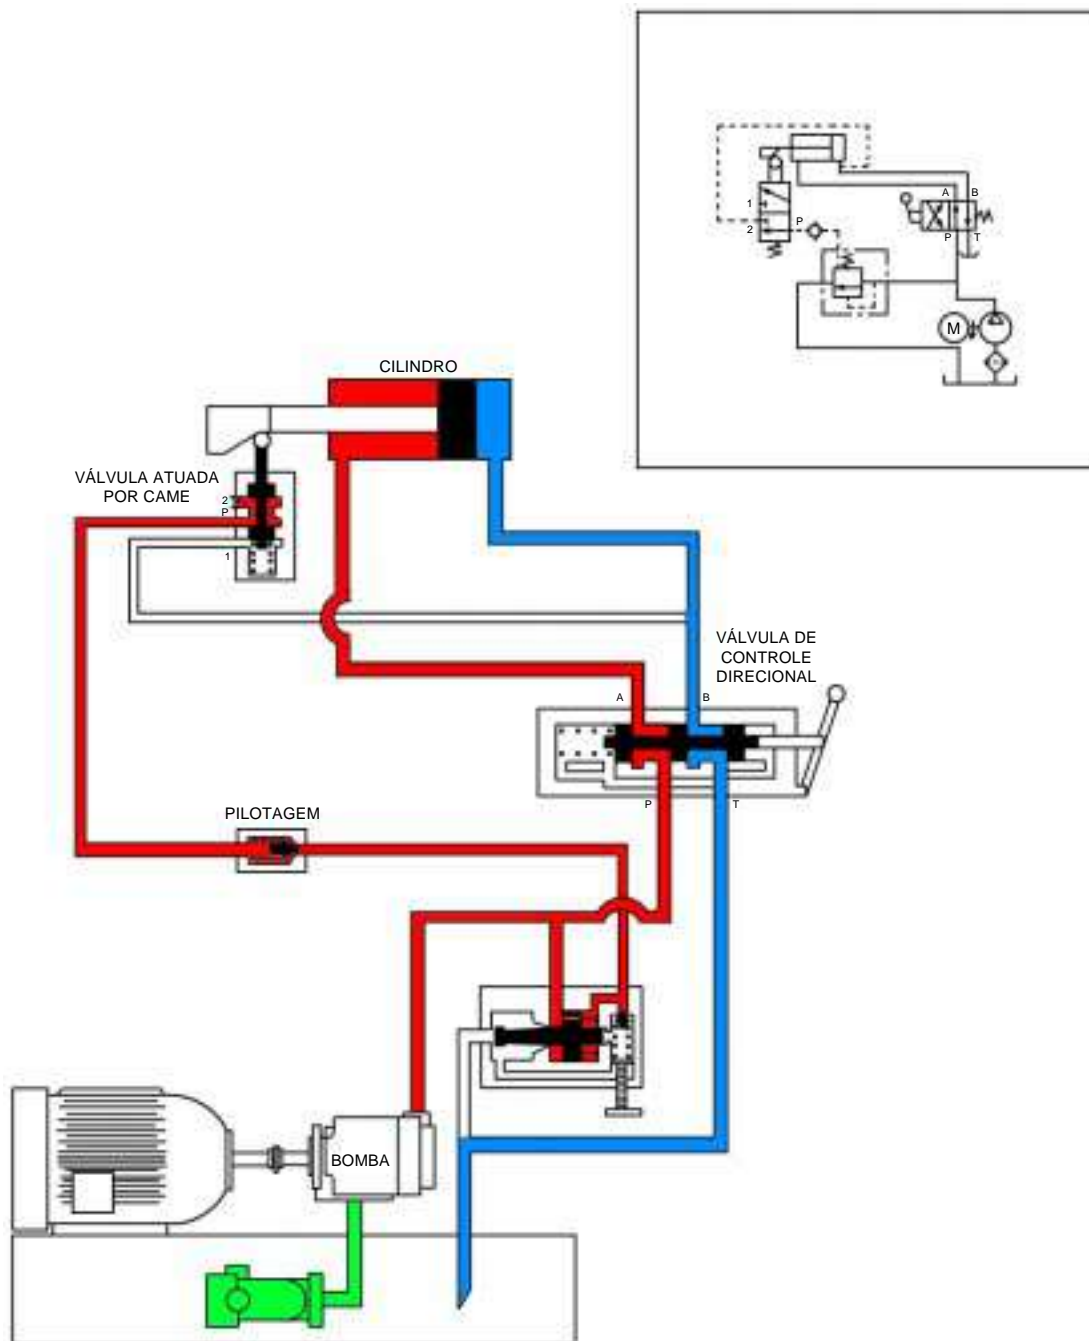 A B
1
P
2
P T
M
CILINDRO
VÁLVULA ATUADA
POR CAME
2
P
1
VÁLVULA DE
CONTROLE
DIRECIONAL
A B
P T
PILOTAGEM
BOMBA